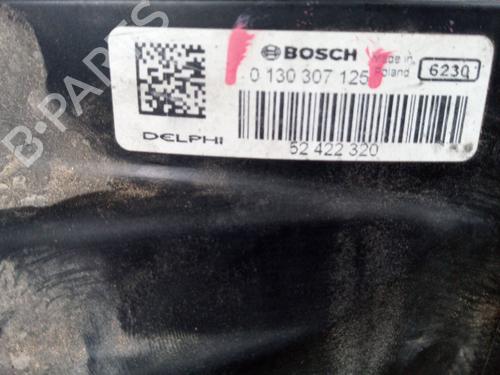 BOSCH
Made in
Poland
6230
0 130 307 125
DELPHI
52 422 320
B-PARTS